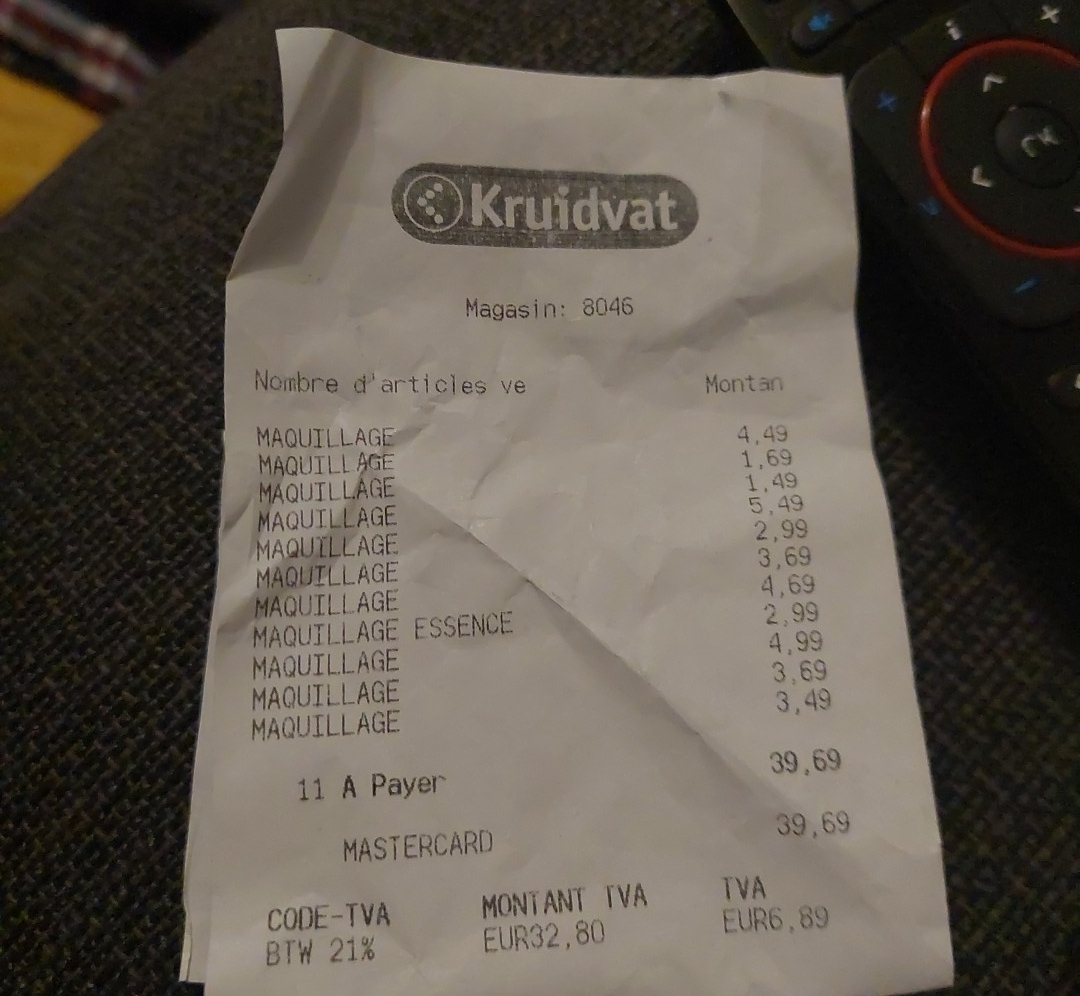 Kruidvat
Magasin: 8046
Nombre d'articles ve Montan
MAQUILLAGE 4,49
MAQUILLAGE 1,69
MAQUILLAGE 1,49
MAQUILLAGE 5,49
MAQUILLAGE 2,99
MAQUILLAGE 3,69
MAQUILLAGE 4,69
MAQUILLAGE ESSENCE 2,99
MAQUILLAGE 4,99
MAQUILLAGE 3,69
MAQUILLAGE 3,49
11 A Payer 39,69
MASTERCARD 39,69
CODE-TVA MONTANT TVA TVA
BTW 21% EUR32,80 EUR6,89